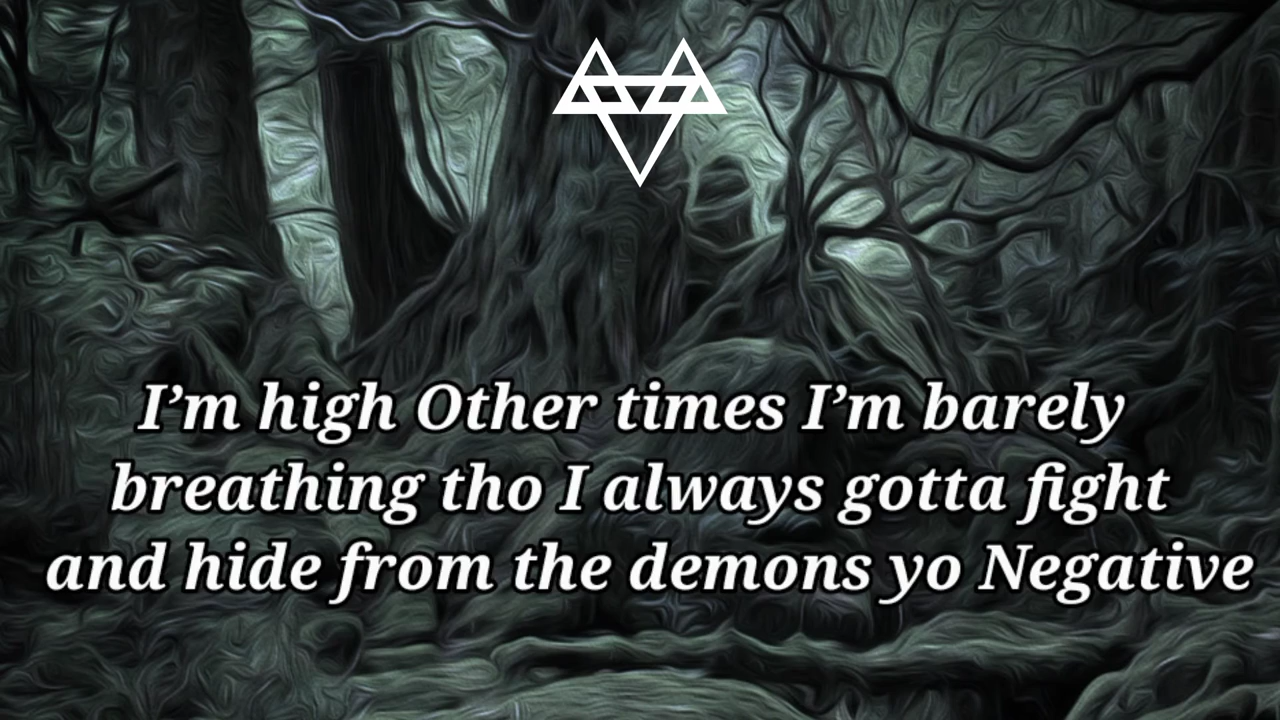 I’m high Other times I’m barely
breathing tho I always gotta fight
and hide from the demons yo Negative